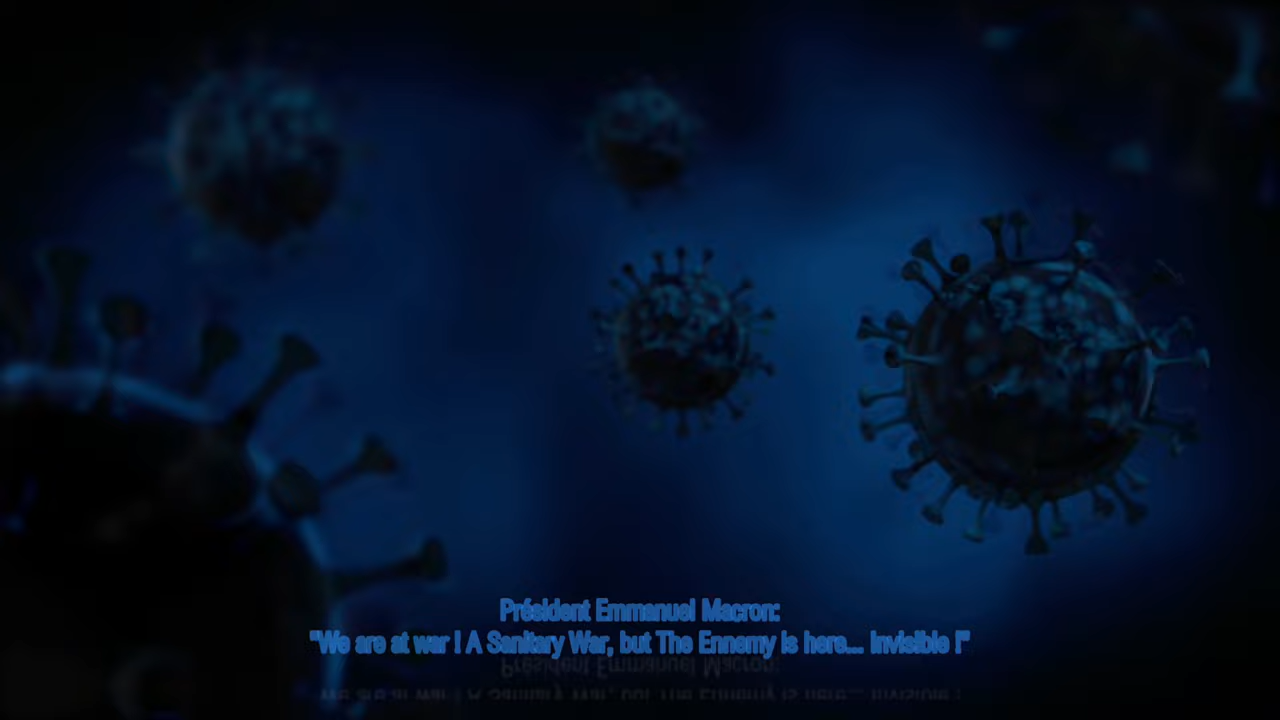 Président Emmanuel Macron:
"We are at war ! A Sanitary War, but The Ennemy is here... Invisible !"